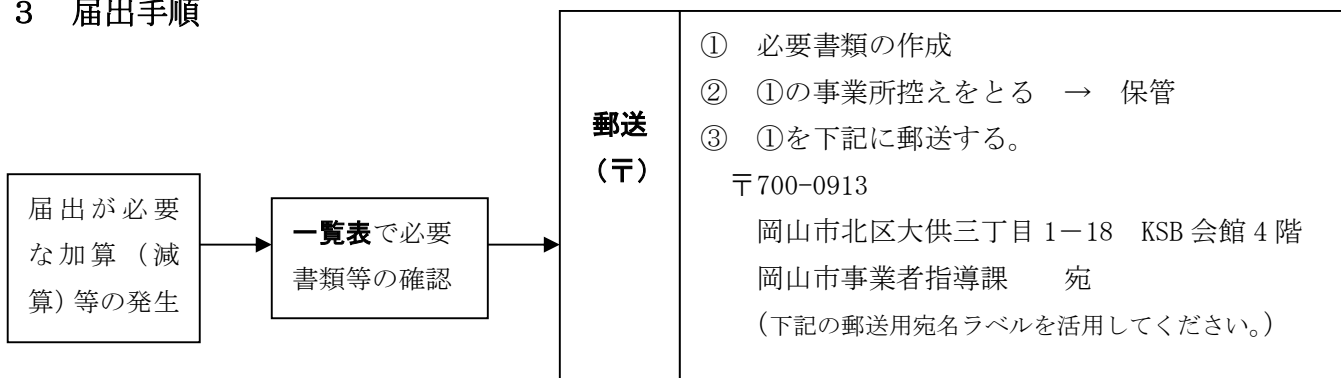 ３　届出手順
届出が必要
な加算（減
算）等の発生
一覧表で必要
書類等の確認
郵送
（〒）
①　必要書類の作成
②　①の事業所控えをとる　→　保管
③　①を下記に郵送する。
〒700-0913
岡山市北区大供三丁目 1－18　KSB 会館 4 階
岡山市事業者指導課　　宛
（下記の郵送用宛名ラベルを活用してください。）